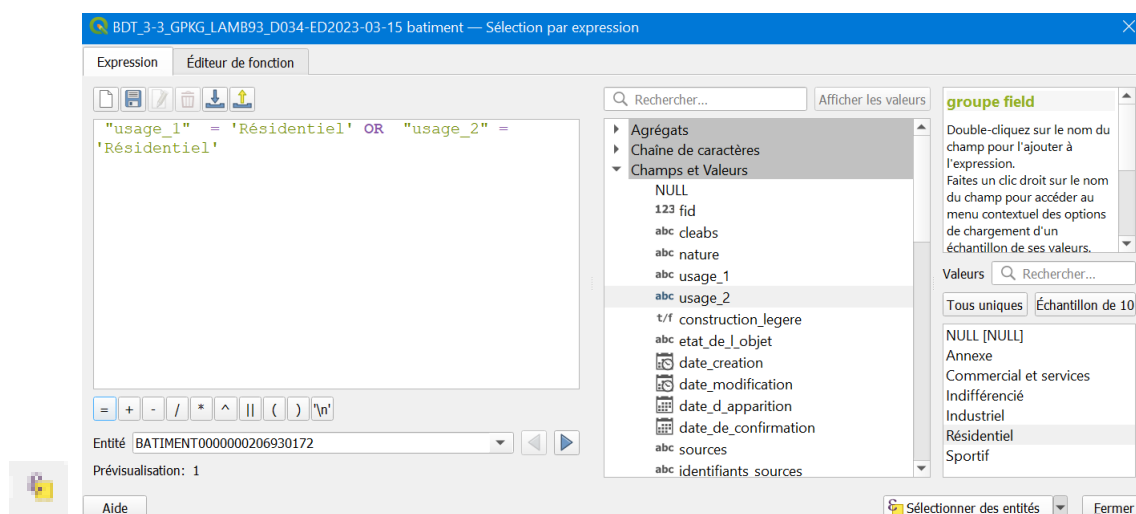 BDT_3-3_GPKG_LAMB93_D034-ED2023-03-15 batiment — Sélection par expression
Expression
Éditeur de fonction
"usage_1" = 'Résidentiel' OR "usage_2" =
'Résidentiel'
= + - / * ^ || ( ) '\n'
Entité BATIMENT0000000206930172
Prévisualisation: 1
Aide
Rechercher...
Afficher les valeurs
Agrégats
Chaîne de caractères
Champs et Valeurs
NULL
123 fid
abc cleabs
abc nature
abc usage_1
abc usage_2
t/f construction_legere
abc etat_de_l_objet
date_creation
date_modification
date_d_apparition
date_de_confirmation
abc sources
abc identifiants_sources
groupe field
Double-cliquez sur le nom du
champ pour l'ajouter à
l'expression.
Faites un clic droit sur le nom
du champ pour accéder au
menu contextuel des options
de chargement d'un
échantillon de ses valeurs.
Valeurs
Rechercher...
Tous uniques
Échantillon de 10
NULL [NULL]
Annexe
Commercial et services
Indifférencié
Industriel
Résidentiel
Sportif
Sélectionner des entités
Fermer